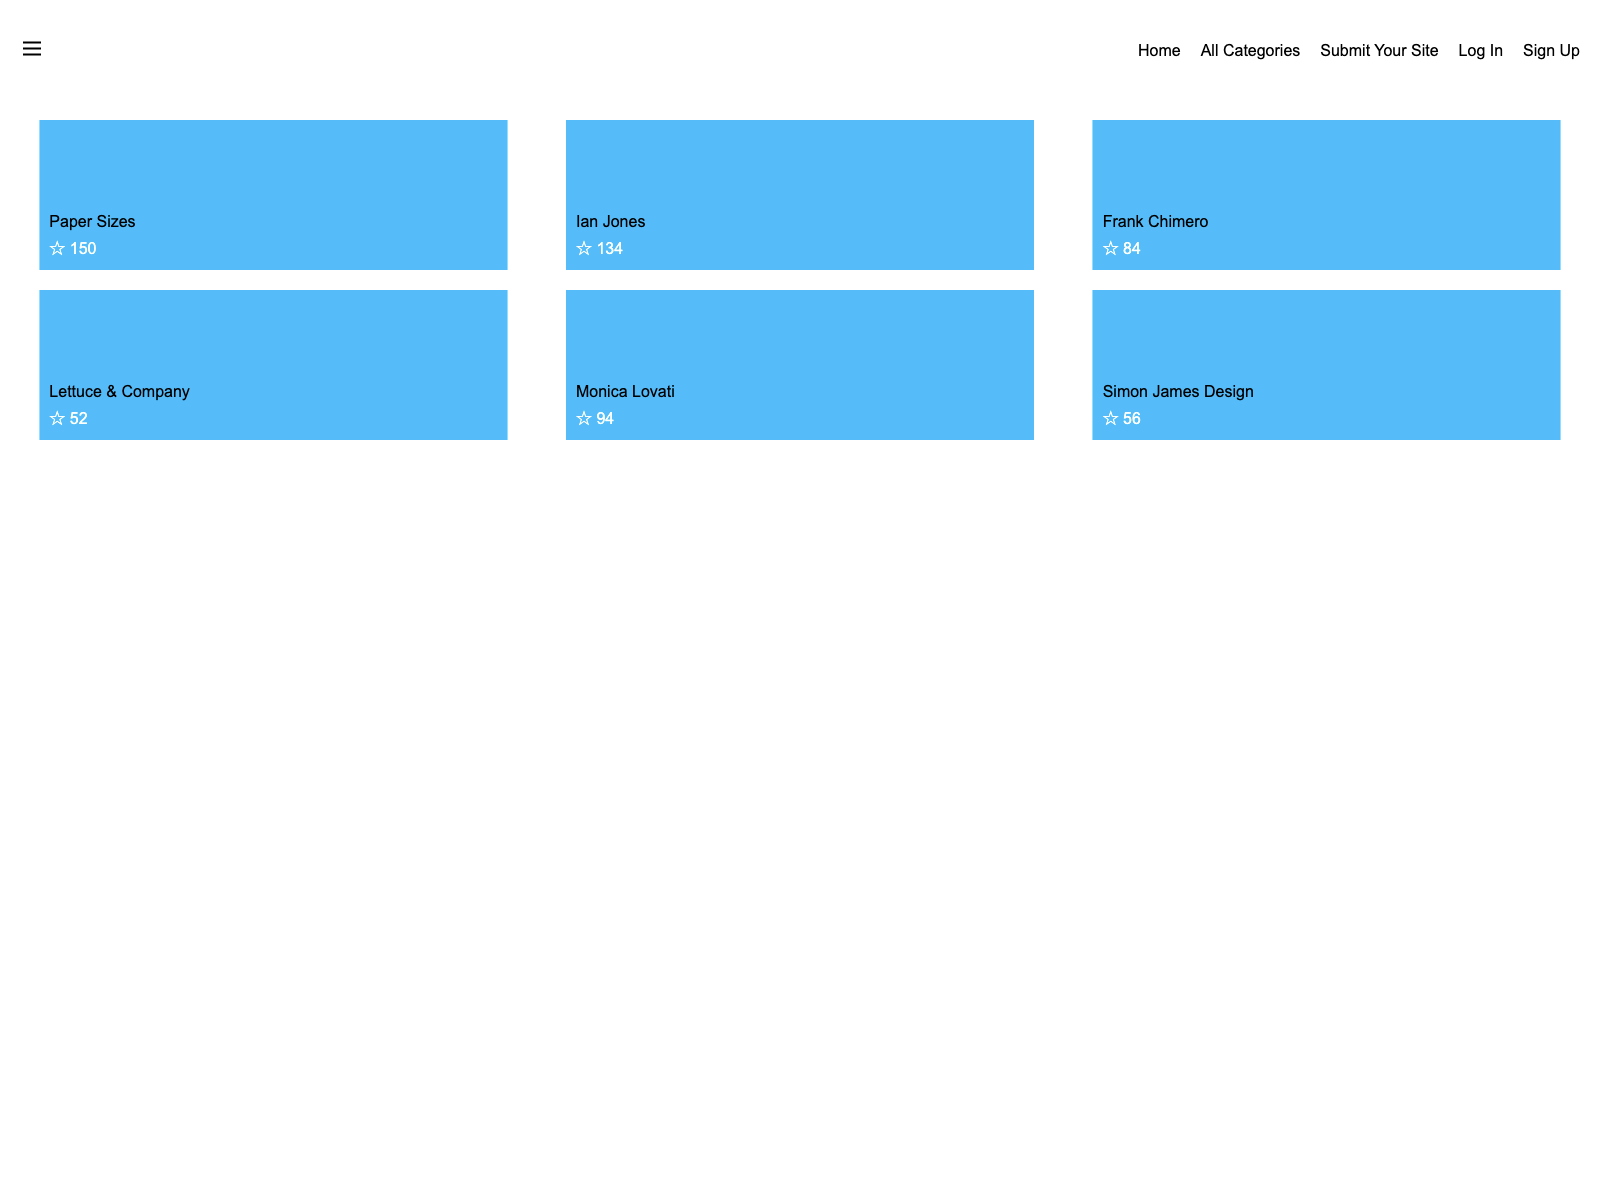 Home All Categories Submit Your Site Log In Sign Up
Paper Sizes
☆ 150
Ian Jones
☆ 134
Frank Chimero
☆ 84
Lettuce & Company
☆ 52
Monica Lovati
☆ 94
Simon James Design
☆ 56